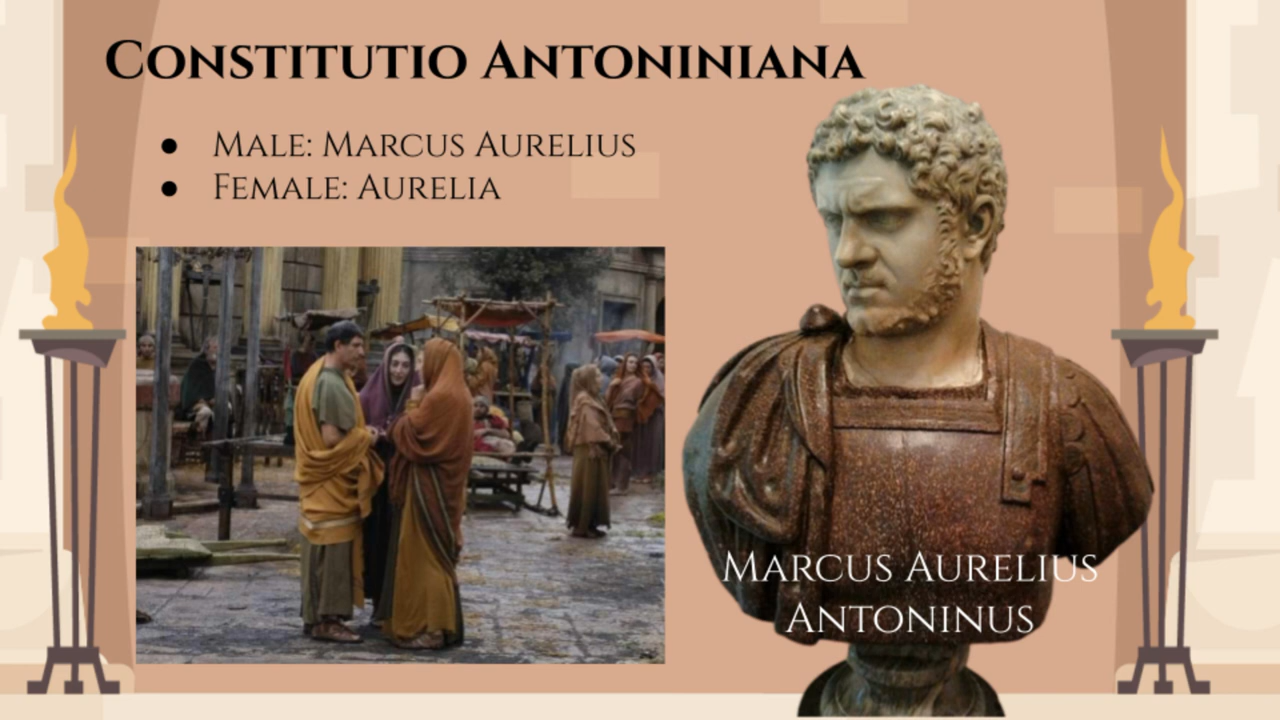 Constitutio Antoniniana
● Male: Marcus Aurelius
● Female: Aurelia
Marcus Aurelius
Antoninus